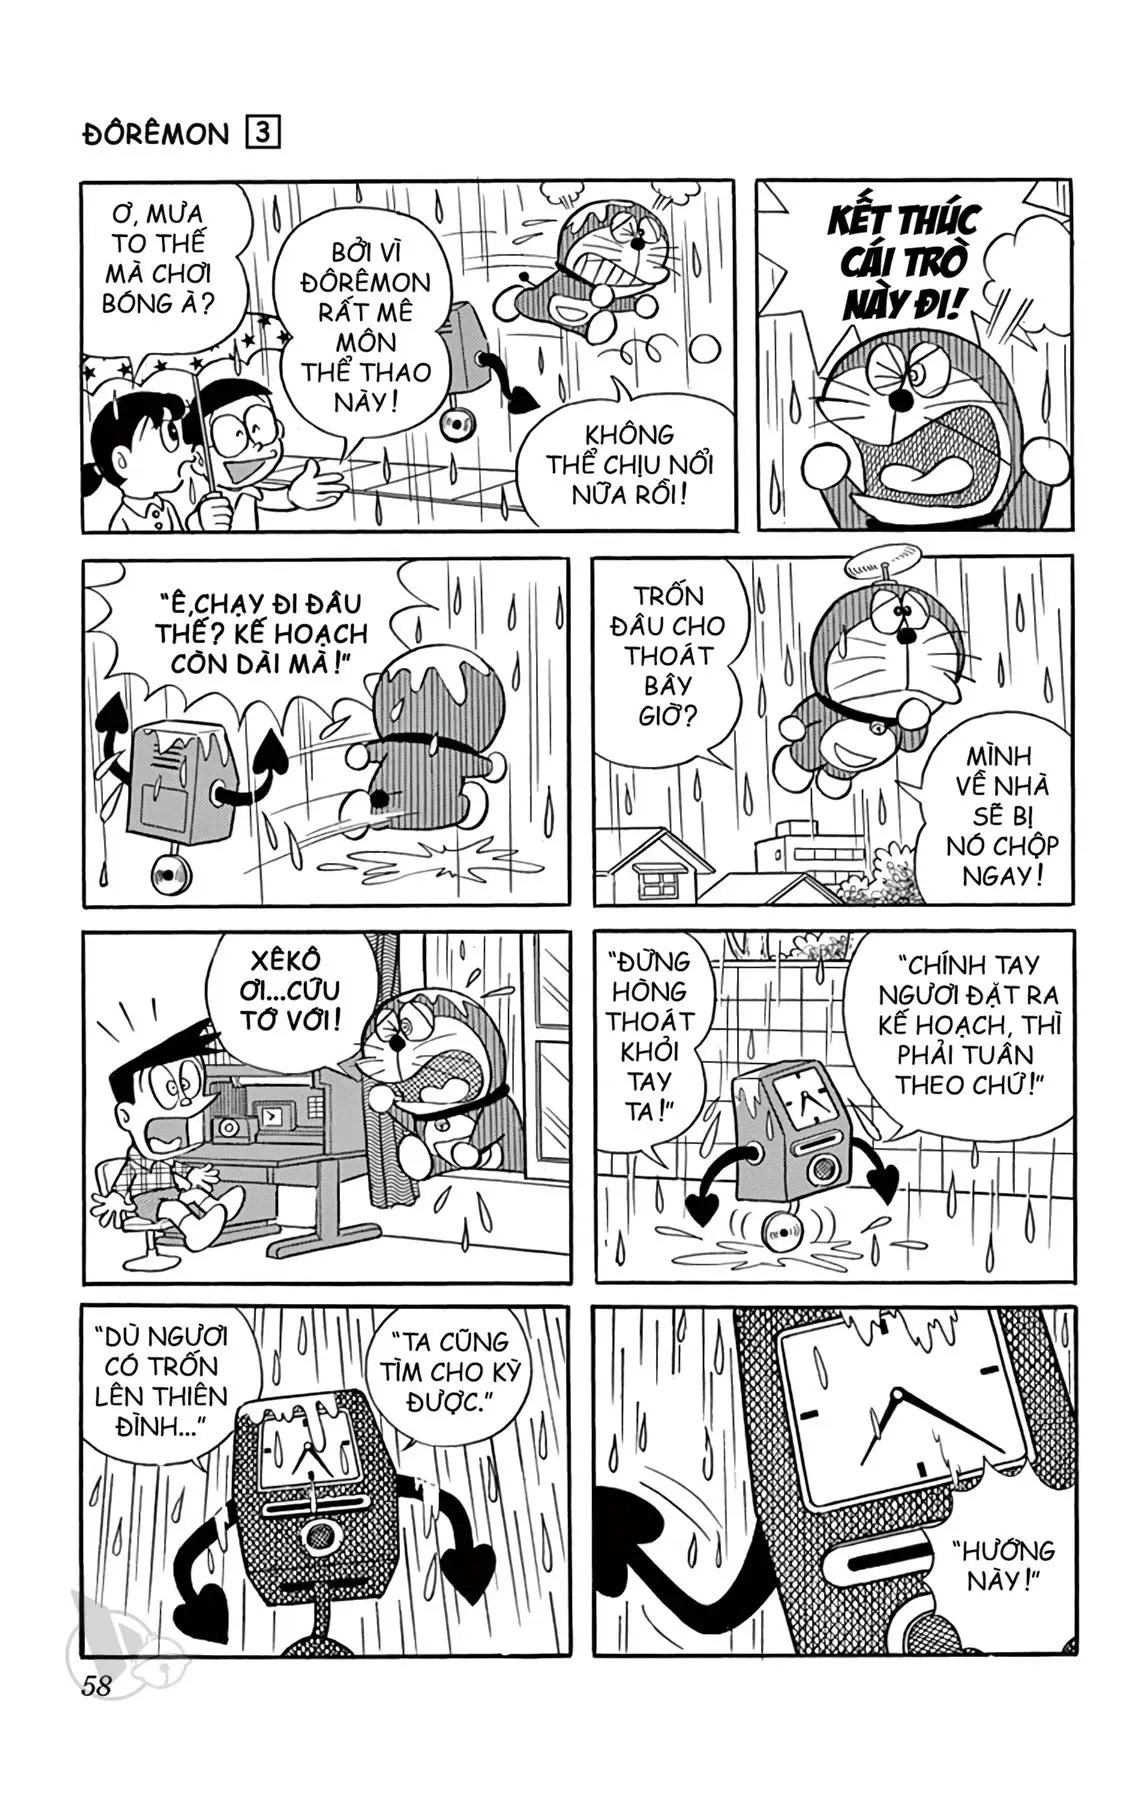 ĐÔRÊMON 3
Ơ, MƯA
TO THẾ
MÀ CHƠI
BÓNG À?
BỞI VÌ
ĐÔRÊMON
RẤT MÊ
MÔN
THỂ THAO
NÀY!
KHÔNG
THỂ CHỊU NỔI
NỮA RỒI!
KẾT THÚC
CÁI TRÒ
NÀY ĐI!
"Ê,CHẠY ĐI ĐÂU
THẾ? KẾ HOẠCH
CÒN DÀI MÀ!"
TRỐN
ĐÂU CHO
THOÁT
BÂY
GIỜ?
MÌNH
VỀ NHÀ
SẼ BỊ
NÓ CHỘP
NGAY!
XÊKÔ
ƠI...CỨU
TỚ VỚI!
"ĐỪNG
HÒNG
THOÁT
KHỎI
TAY
TA!"
"CHÍNH TAY
NGƯƠI ĐẶT RA
KẾ HOẠCH, THÌ
PHẢI TUÂN
THEO CHỨ!"
"DÙ NGƯƠI
CÓ TRỐN
LÊN THIÊN
ĐÌNH..."
"TA CŨNG
TÌM CHO KỲ
ĐƯỢC."
"HƯỚNG
NÀY!"
58